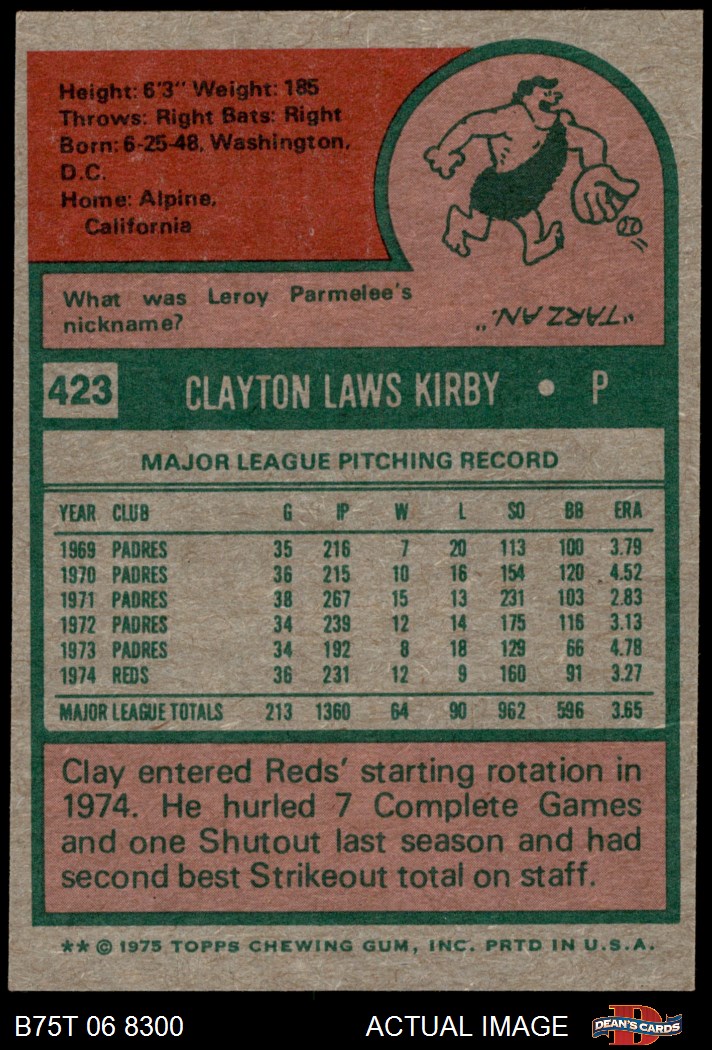 Height: 6'3" Weight: 185
Throws: Right Bats: Right
Born: 6-25-48, Washington,
D.C.
Home: Alpine,
California
What was Leroy Parmelee's
nickname?
"TARZAN."
423 CLAYTON LAWS KIRBY • P
MAJOR LEAGUE PITCHING RECORD
YEAR CLUB G IP W L SO BB ERA
1969 PADRES 35 216 7 20 113 100 3.79
1970 PADRES 36 215 10 16 154 120 4.52
1971 PADRES 38 267 15 13 231 103 2.83
1972 PADRES 34 239 12 14 175 116 3.13
1973 PADRES 34 192 8 18 129 66 4.78
1974 REDS 36 231 12 9 160 91 3.27
MAJOR LEAGUE TOTALS 213 1360 64 90 962 596 3.65
Clay entered Reds' starting rotation in
1974. He hurled 7 Complete Games
and one Shutout last season and had
second best Strikeout total on staff.
** © 1975 TOPPS CHEWING GUM, INC. PRTD IN U.S.A.
B75T 06 8300 ACTUAL IMAGE
D
DEAN'S CARDS